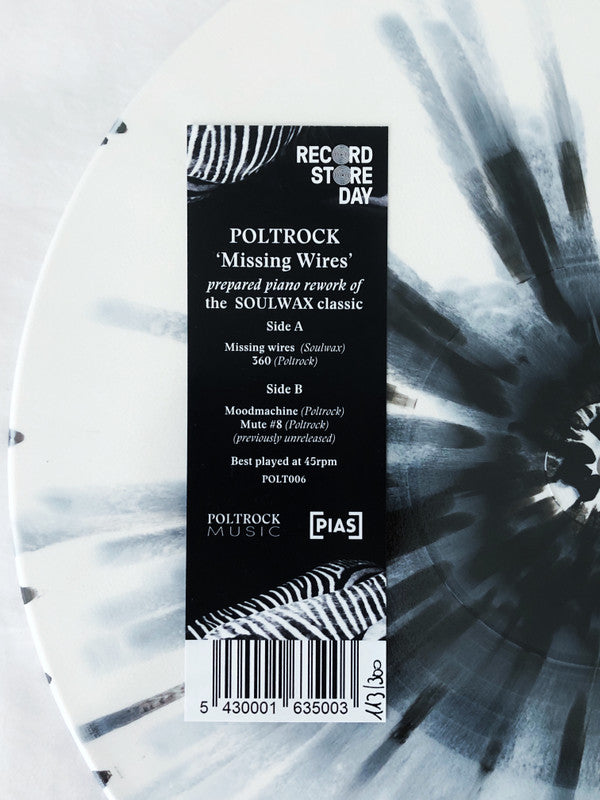 RECORD
STORE
DAY
POLTROCK
‘Missing Wires’
prepared piano rework of
the SOULWAX classic
Side A
Missing wires (Soulwax)
360 (Poltrock)
Side B
Moodmachine (Poltrock)
Mute #8 (Poltrock)
(previously unreleased)
Best played at 45rpm
POLT006
POLTROCK
MUSIC
[PIAS]
5 430001 635003
113/300